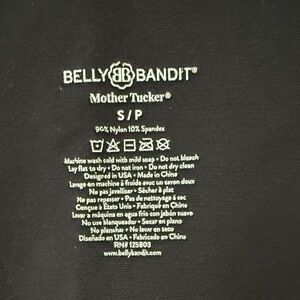 BELLY BB BANDIT®
Mother Tucker®
S/P
90% Nylon 10% Spandex
Machine wash cold with mild soap • Do not bleach
Lay flat to dry • Do not iron • Do not dry clean
Designed in USA • Made in China
Lavage en machine à froide avec un savon doux
Ne pas javelliser • Sécher à plat
Ne pas repasser • Pas de nettoyage à sec
Conçue à Etats Unis • Fabriqué en Chine
Lavar a máquina en agua frío con jabón suave
No use blanqueador • Secar en plano
No planchar • No lavar en seco
Diseñado en USA • Fabricado en China
RN# 125803
www.bellybandit.com